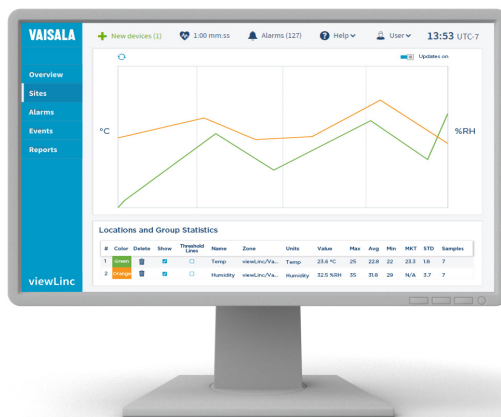 VAISALA
New devices (1) 1:00 mm:ss Alarms (127) Help User 13:53 UTC-7
Overview
Sites
Alarms
Events
Reports
viewLinc
Updates on
°C
%RH
Locations and Group Statistics
# Color Delete Show Threshold Lines Name Zone Units Value Max Avg Min MKT STD Samples
1 Green Temp viewLinc/Va... Temp 23.6 °C 25 22.8 22 23.3 1.8 7
2 Orange Humidity viewLinc/Va... Humidity 32.5 %RH 35 31.8 29 N/A 3.7 7